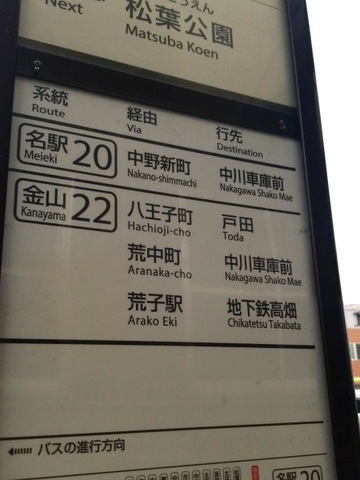 Next 松葉公園
Matsuba Koen
系統 経由 行先
Route Via Destination
名駅 20 中野新町 中川車庫前
Meieki Nakano-shimmachi Nakagawa Shako Mae
金山 22 八王子町 戸田
Kanayama Hachioji-cho Toda
荒中町 中川車庫前
Aranaka-cho Nakagawa Shako Mae
荒子駅 地下鉄高畑
Arako Eki Chikatetsu Takabata
バスの進行方向
名駅20